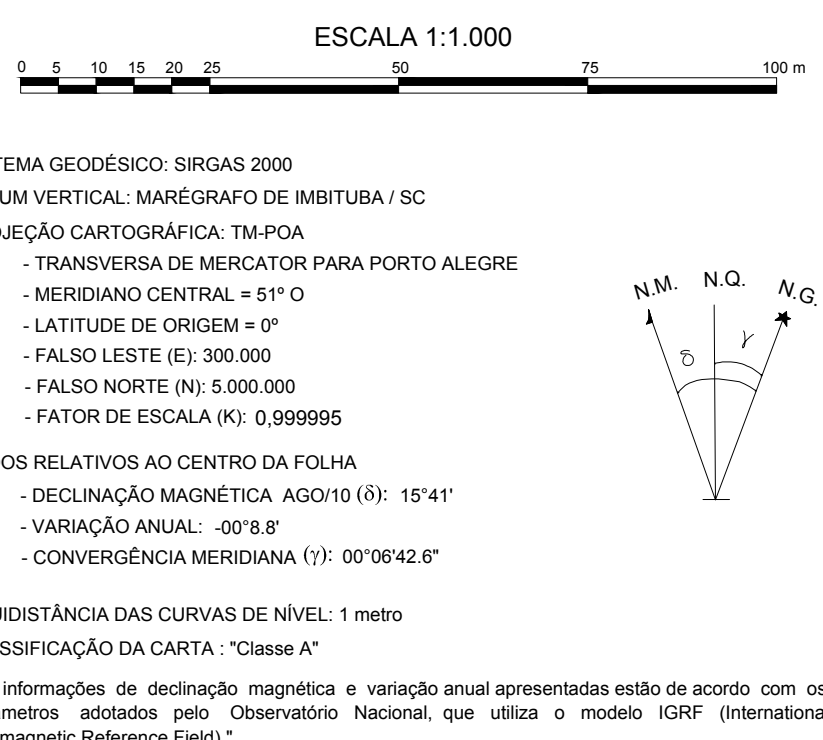 ESCALA 1:1.000
0 5 10 15 20 25 50 75 100 m
TEMA GEODÉSICO: SIRGAS 2000
UM VERTICAL: MARÉGRAFO DE IMBITUBA / SC
OJEÇÃO CARTOGRÁFICA: TM-POA
- TRANSVERSA DE MERCATOR PARA PORTO ALEGRE
- MERIDIANO CENTRAL = 51º O
- LATITUDE DE ORIGEM = 0º
- FALSO LESTE (E): 300.000
- FALSO NORTE (N): 5.000.000
- FATOR DE ESCALA (K): 0,999995
N.M. N.Q. N.G.
δ γ
OS RELATIVOS AO CENTRO DA FOLHA
- DECLINAÇÃO MAGNÉTICA AGO/10 (δ): 15°41'
- VARIAÇÃO ANUAL: -00°8.8'
- CONVERGÊNCIA MERIDIANA (γ): 00°06'42.6"
UIDISTÂNCIA DAS CURVAS DE NÍVEL: 1 metro
SSIFICAÇÃO DA CARTA : "Classe A"
informações de declinação magnética e variação anual apresentadas estão de acordo com os
metros adotados pelo Observatório Nacional, que utiliza o modelo IGRF (Internationa
magnetic Reference Field)."